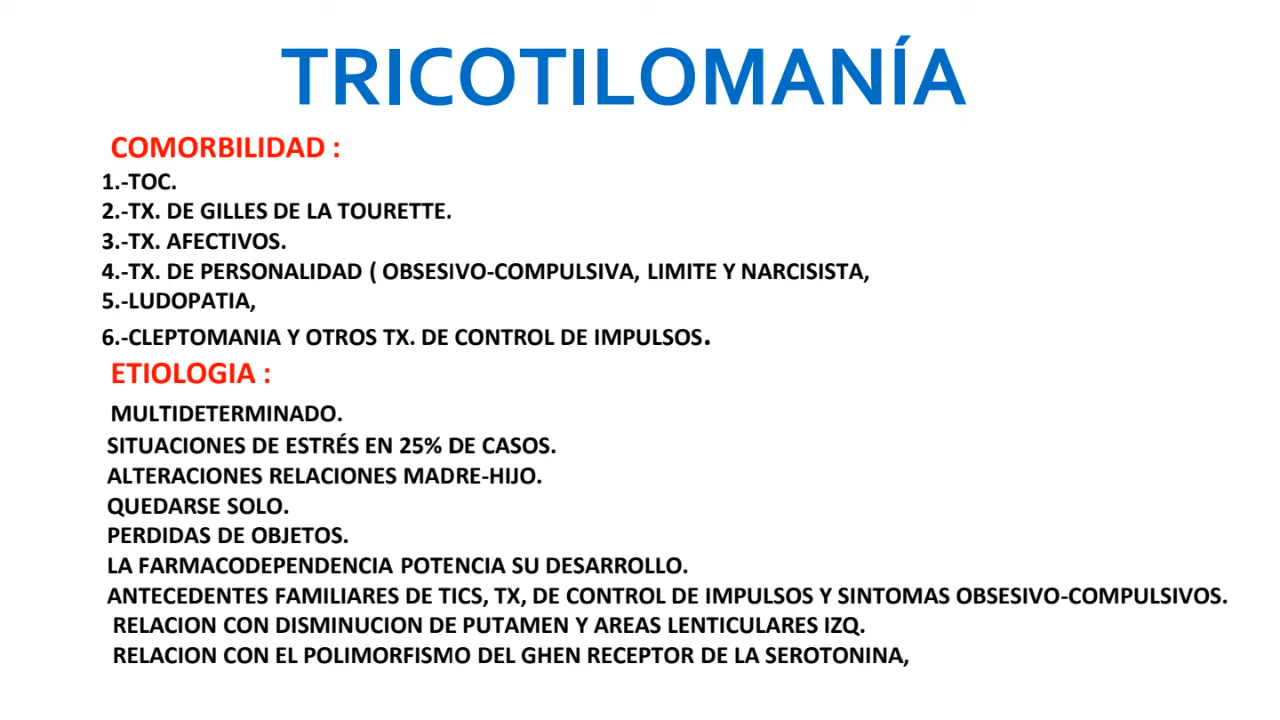 TRICOTILOMANÍA
COMORBILIDAD :
1.-TOC.
2.-TX. DE GILLES DE LA TOURETTE.
3.-TX. AFECTIVOS.
4.-TX. DE PERSONALIDAD ( OBSESIVO-COMPULSIVA, LIMITE Y NARCISISTA,
5.-LUDOPATIA,
6.-CLEPTOMANIA Y OTROS TX. DE CONTROL DE IMPULSOS.
ETIOLOGIA :
MULTIDETERMINADO.
SITUACIONES DE ESTRÉS EN 25% DE CASOS.
ALTERACIONES RELACIONES MADRE-HIJO.
QUEDARSE SOLO.
PERDIDAS DE OBJETOS.
LA FARMACODEPENDENCIA POTENCIA SU DESARROLLO.
ANTECEDENTES FAMILIARES DE TICS, TX, DE CONTROL DE IMPULSOS Y SINTOMAS OBSESIVO-COMPULSIVOS.
RELACION CON DISMINUCION DE PUTAMEN Y AREAS LENTICULARES IZQ.
RELACION CON EL POLIMORFISMO DEL GHEN RECEPTOR DE LA SEROTONINA,